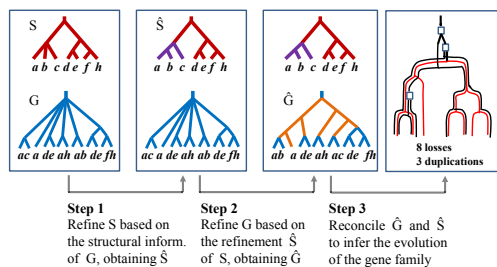 S
a b c d e f h
G
ac a de ah ab de fh
Ŝ
a b c d e f h
G
ac a de ah ab de fh
Ŝ
a b c d e f h
Ĝ
ab a de ah ac de fh
8 losses
3 duplications
Step 1
Refine S based on
the structural inform.
of G, obtaining Ŝ
Step 2
Refine G based on
the refinement Ŝ
of S, obtaining Ĝ
Step 3
Reconcile Ĝ and Ŝ
to infer the evolution
of the gene family